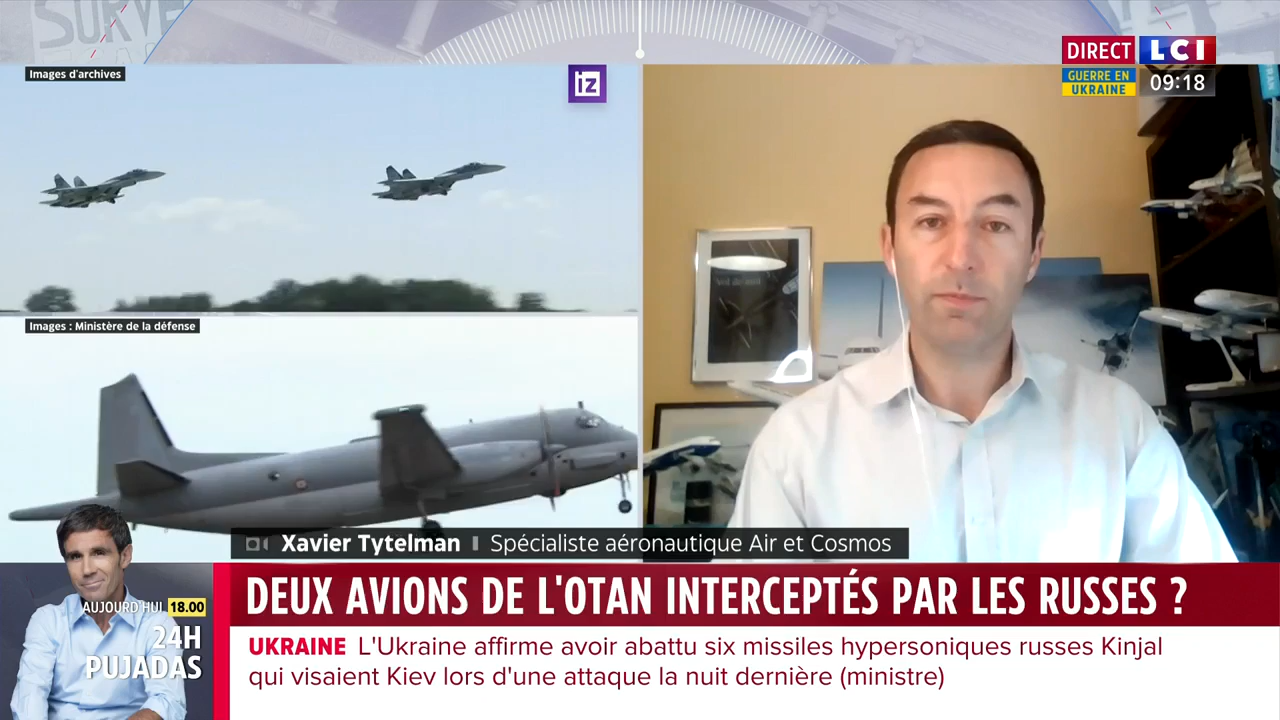 SURVE
Images d'archives
tz
DIRECT LCI
GUERRE EN
UKRAINE
09:18
Images : Ministère de la défense
Xavier Tytelman Spécialiste aéronautique Air et Cosmos
AUJOURD'HUI 18.00
24H
PUJADAS
DEUX AVIONS DE L'OTAN INTERCEPTÉS PAR LES RUSSES ?
UKRAINE L'Ukraine affirme avoir abattu six missiles hypersoniques russes Kinjal
qui visaient Kiev lors d'une attaque la nuit dernière (ministre)